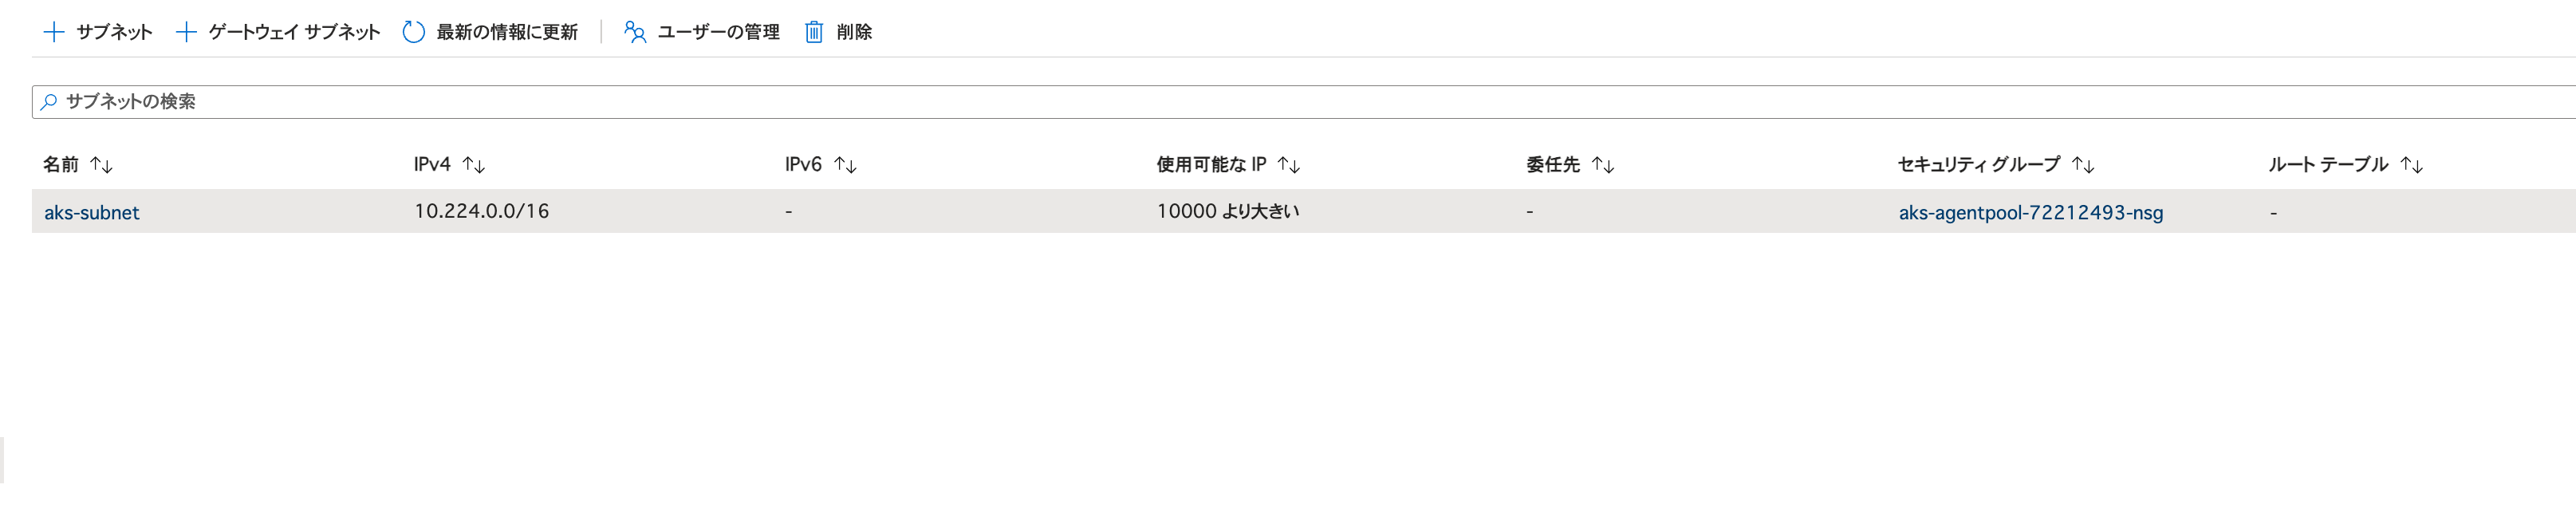 サブネット ゲートウェイ サブネット 最新の情報に更新 ユーザーの管理 削除
サブネットの検索
名前 IPv4 IPv6 使用可能な IP 委任先 セキュリティ グループ ルート テーブル
aks-subnet 10.224.0.0/16 - 10000 より大きい - aks-agentpool-72212493-nsg -